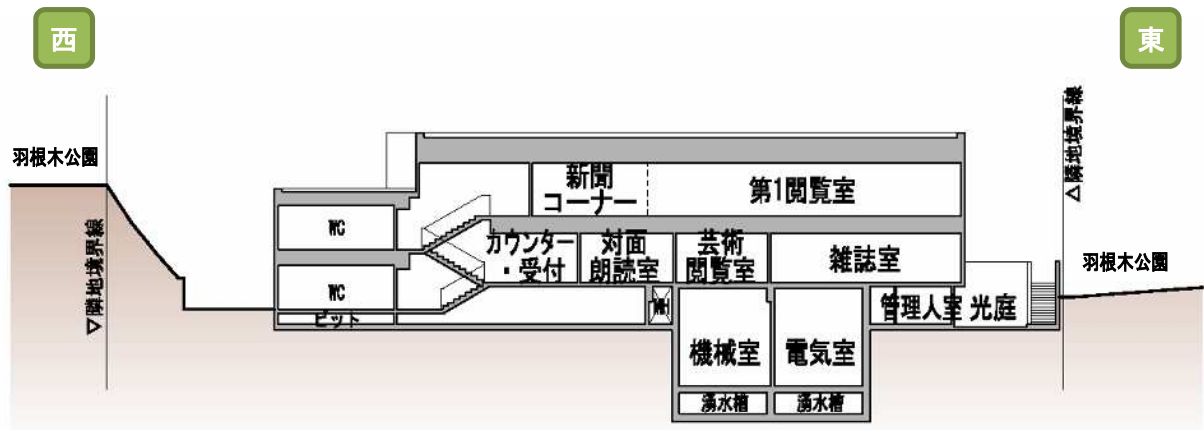 西
東
羽根木公園
▽隣地境界線
△隣地境界線
羽根木公園
新聞
コーナー
第1閲覧室
WC
カウンター
・受付
対面
朗読室
芸術
閲覧室
雑誌室
WC
ピット
MH
管理人室
光庭
機械室
電気室
湧水槽
湧水槽